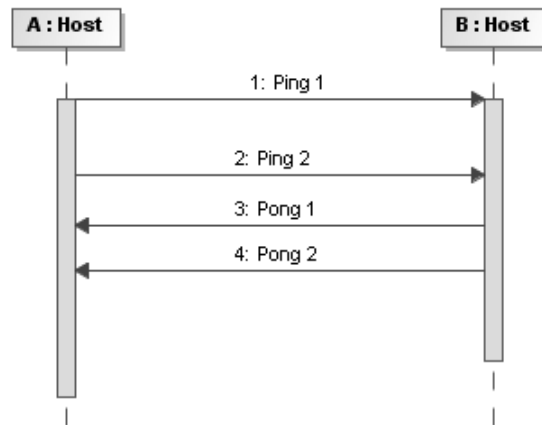 A : Host
B : Host
1: Ping 1
2: Ping 2
3: Pong 1
4: Pong 2